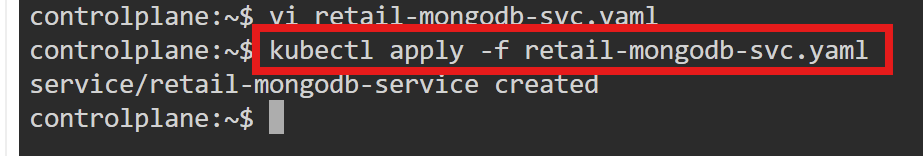 controlplane:~$ vi retail-mongodb-svc.yaml
controlplane:~$ kubectl apply -f retail-mongodb-svc.yaml
service/retail-mongodb-service created
controlplane:~$